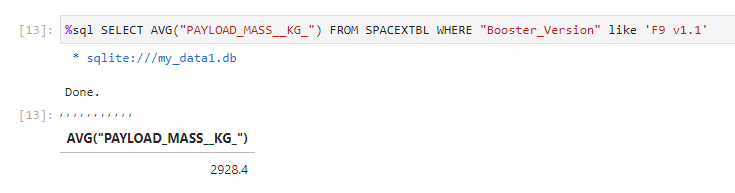 [13]: %sql SELECT AVG("PAYLOAD_MASS__KG_") FROM SPACEXTBL WHERE "Booster_Version" like 'F9 v1.1'
* sqlite:///my_data1.db
Done.
[13]: , , , , , , , , , , ,
AVG("PAYLOAD_MASS__KG_")
2928.4